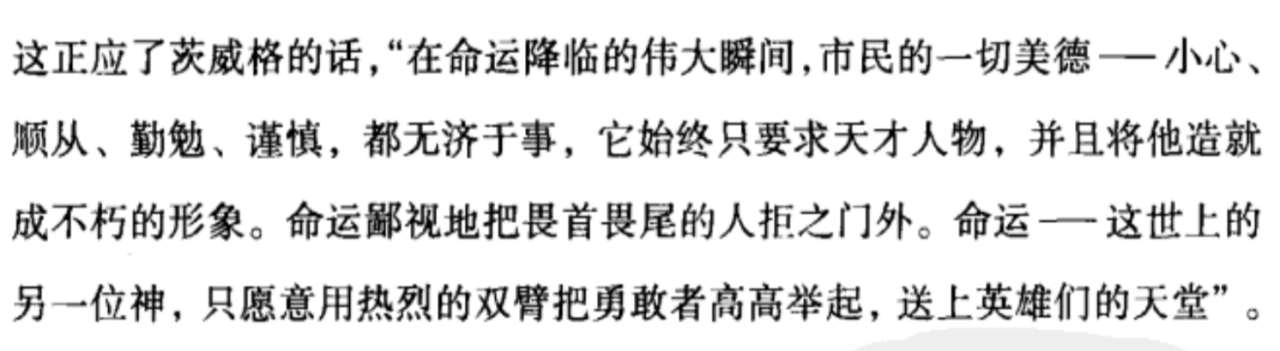 这正应了茨威格的话,“在命运降临的伟大瞬间,市民的一切美德——小心、
顺从、勤勉、谨慎，都无济于事，它始终只要求天才人物，并且将他造就
成不朽的形象。命运鄙视地把畏首畏尾的人拒之门外。命运——这世上的
另一位神，只愿意用热烈的双臂把勇敢者高高举起，送上英雄们的天堂”。